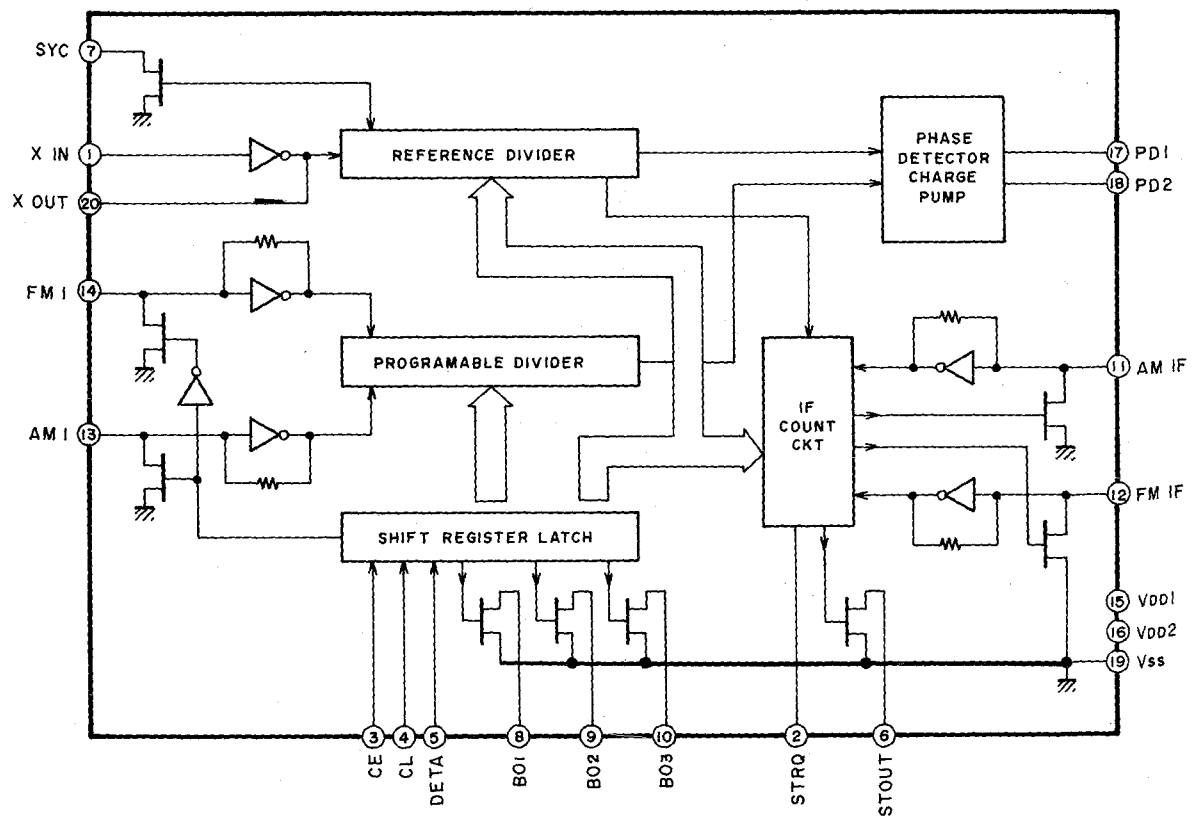 SYC 7
X IN 1
X OUT 20
FM I 14
AM I 13
REFERENCE DIVIDER
PROGRAMABLE DIVIDER
SHIFT REGISTER LATCH
PHASE
DETECTOR
CHARGE
PUMP
IF
COUNT
CKT
17 PD1
18 PD2
11 AM IF
12 FM IF
15 VDD1
16 VDD2
19 Vss
3 CE
4 CL
5 DETA
8 BO1
9 BO2
10 BO3
2 STRQ
6 STOUT